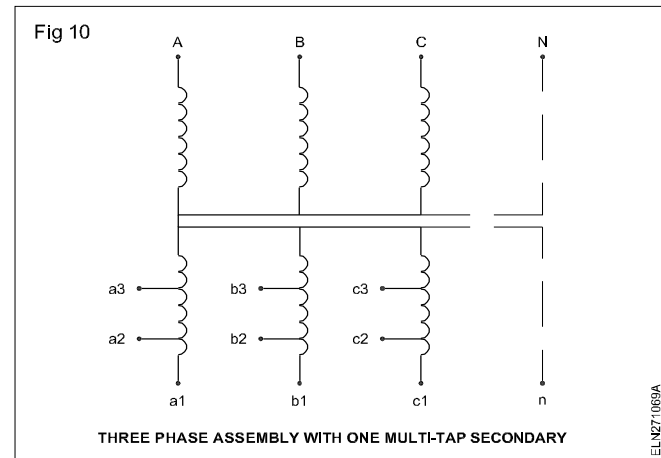 Fig 10
A B C N
a3 b3 c3
a2 b2 c2
a1 b1 c1 n
THREE PHASE ASSEMBLY WITH ONE MULTI-TAP SECONDARY
ELN271069A